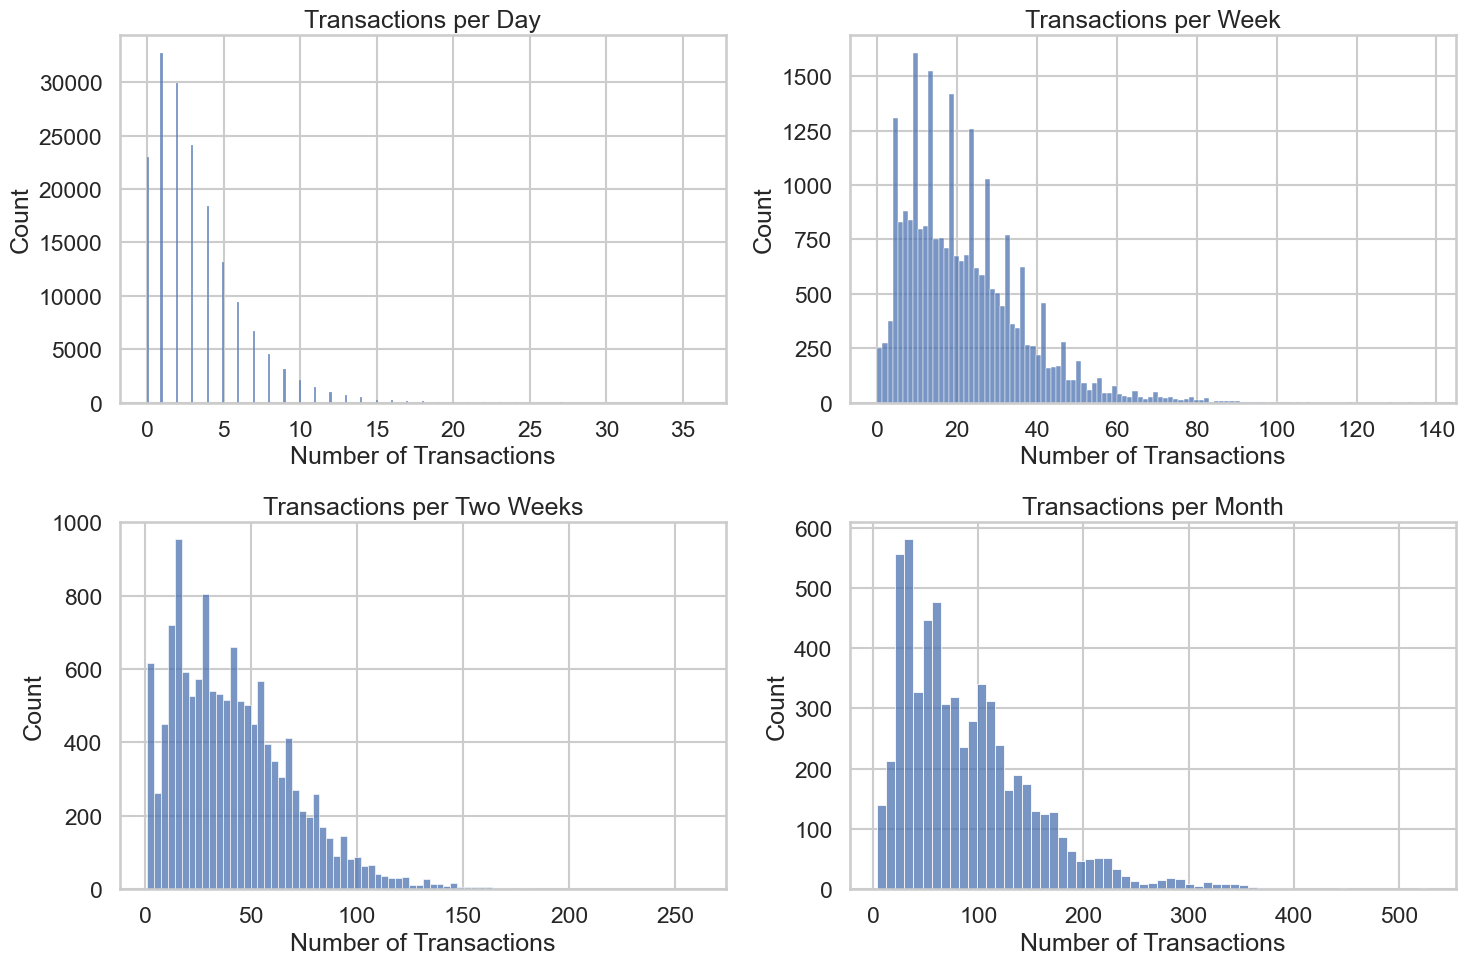 Transactions per Day
Count
30000
25000
20000
15000
10000
5000
0
0 5 10 15 20 25 30 35
Number of Transactions
Transactions per Week
Count
1500
1250
1000
750
500
250
0
0 20 40 60 80 100 120 140
Number of Transactions
Transactions per Two Weeks
Count
1000
800
600
400
200
0
0 50 100 150 200 250
Number of Transactions
Transactions per Month
Count
600
500
400
300
200
100
0
0 100 200 300 400 500
Number of Transactions